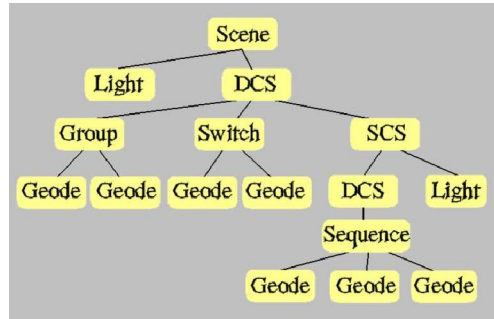 Scene
Light DCS
Group Switch SCS
Geode Geode Geode Geode DCS Light
Sequence
Geode Geode Geode